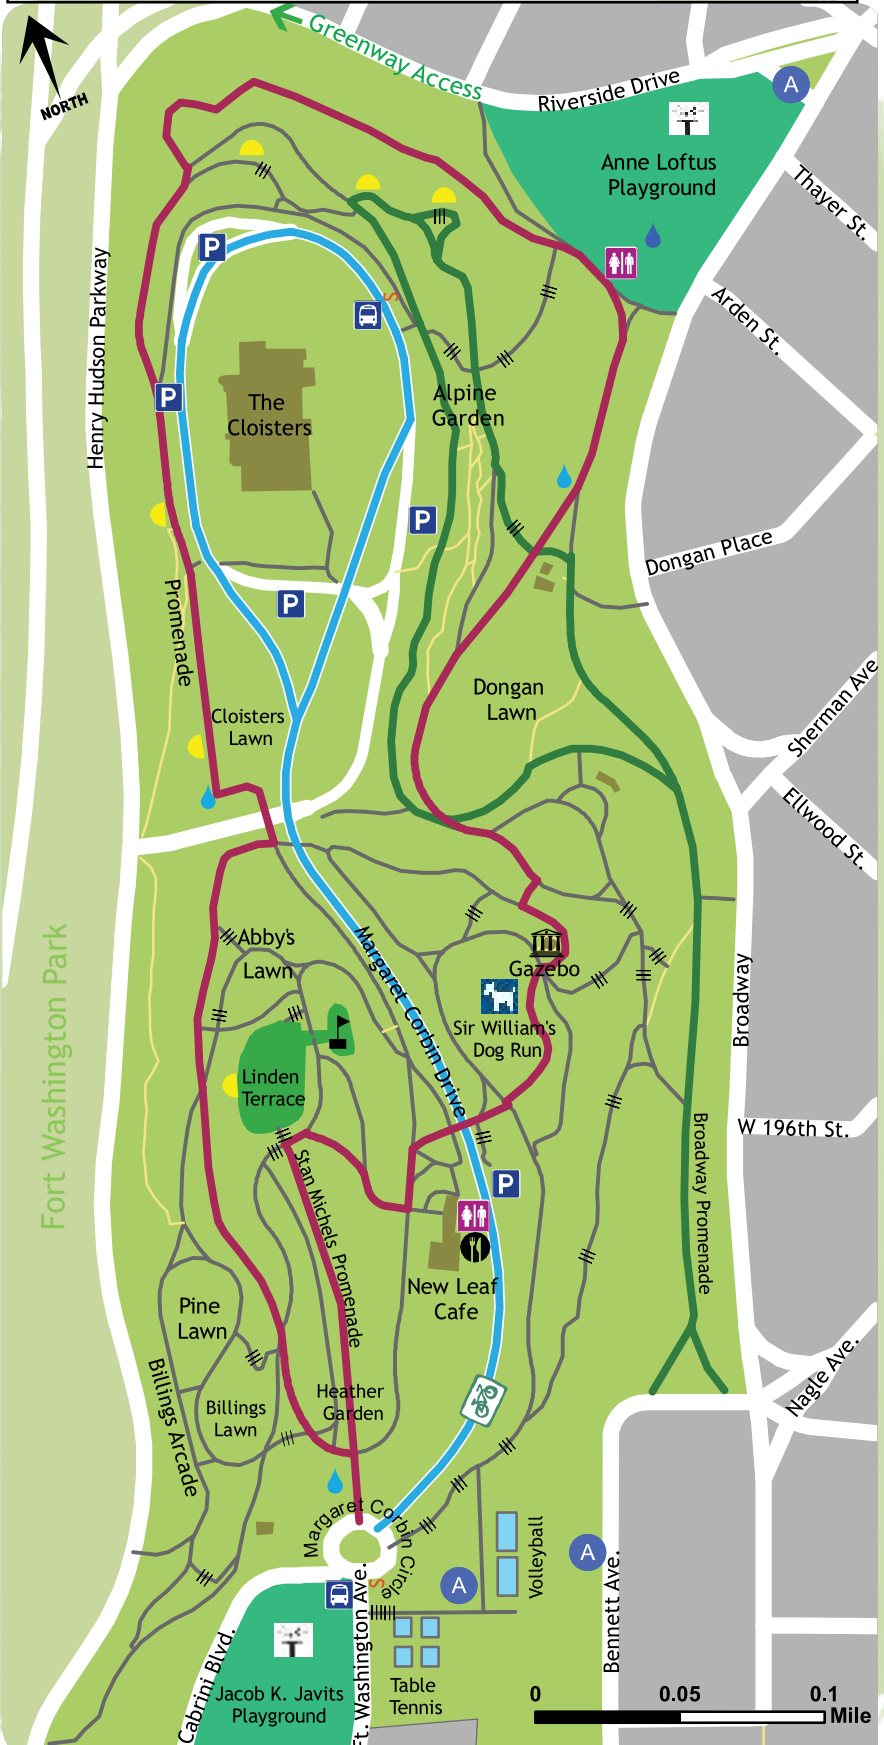 Greenway Access
NORTH
Riverside Drive
A
Anne Loftus
Playground
Thayer St.
P
Henry Hudson Parkway
Arden St.
S
P
The
Cloisters
Alpine
Garden
P
Dongan Place
P
Promenade
Dongan
Lawn
Cloisters
Lawn
Sherman Ave
Ellwood St.
Fort Washington Park
Abby's
Lawn
Margaret Corbin Drive
Gazebo
Broadway
Sir William's
Dog Run
Linden
Terrace
W 196th St.
Stan Michels Promenade
P
Broadway Promenade
New Leaf
Cafe
Pine
Lawn
Billings Arcade
Nagle Ave.
Heather
Garden
Billings
Lawn
Margaret Corbin Circle
Volleyball
A
A
S
Bennett Ave.
Ft. Washington Ave.
Cabrini Blvd.
Jacob K. Javits
Playground
Table
Tennis
0 0.05 0.1
Mile